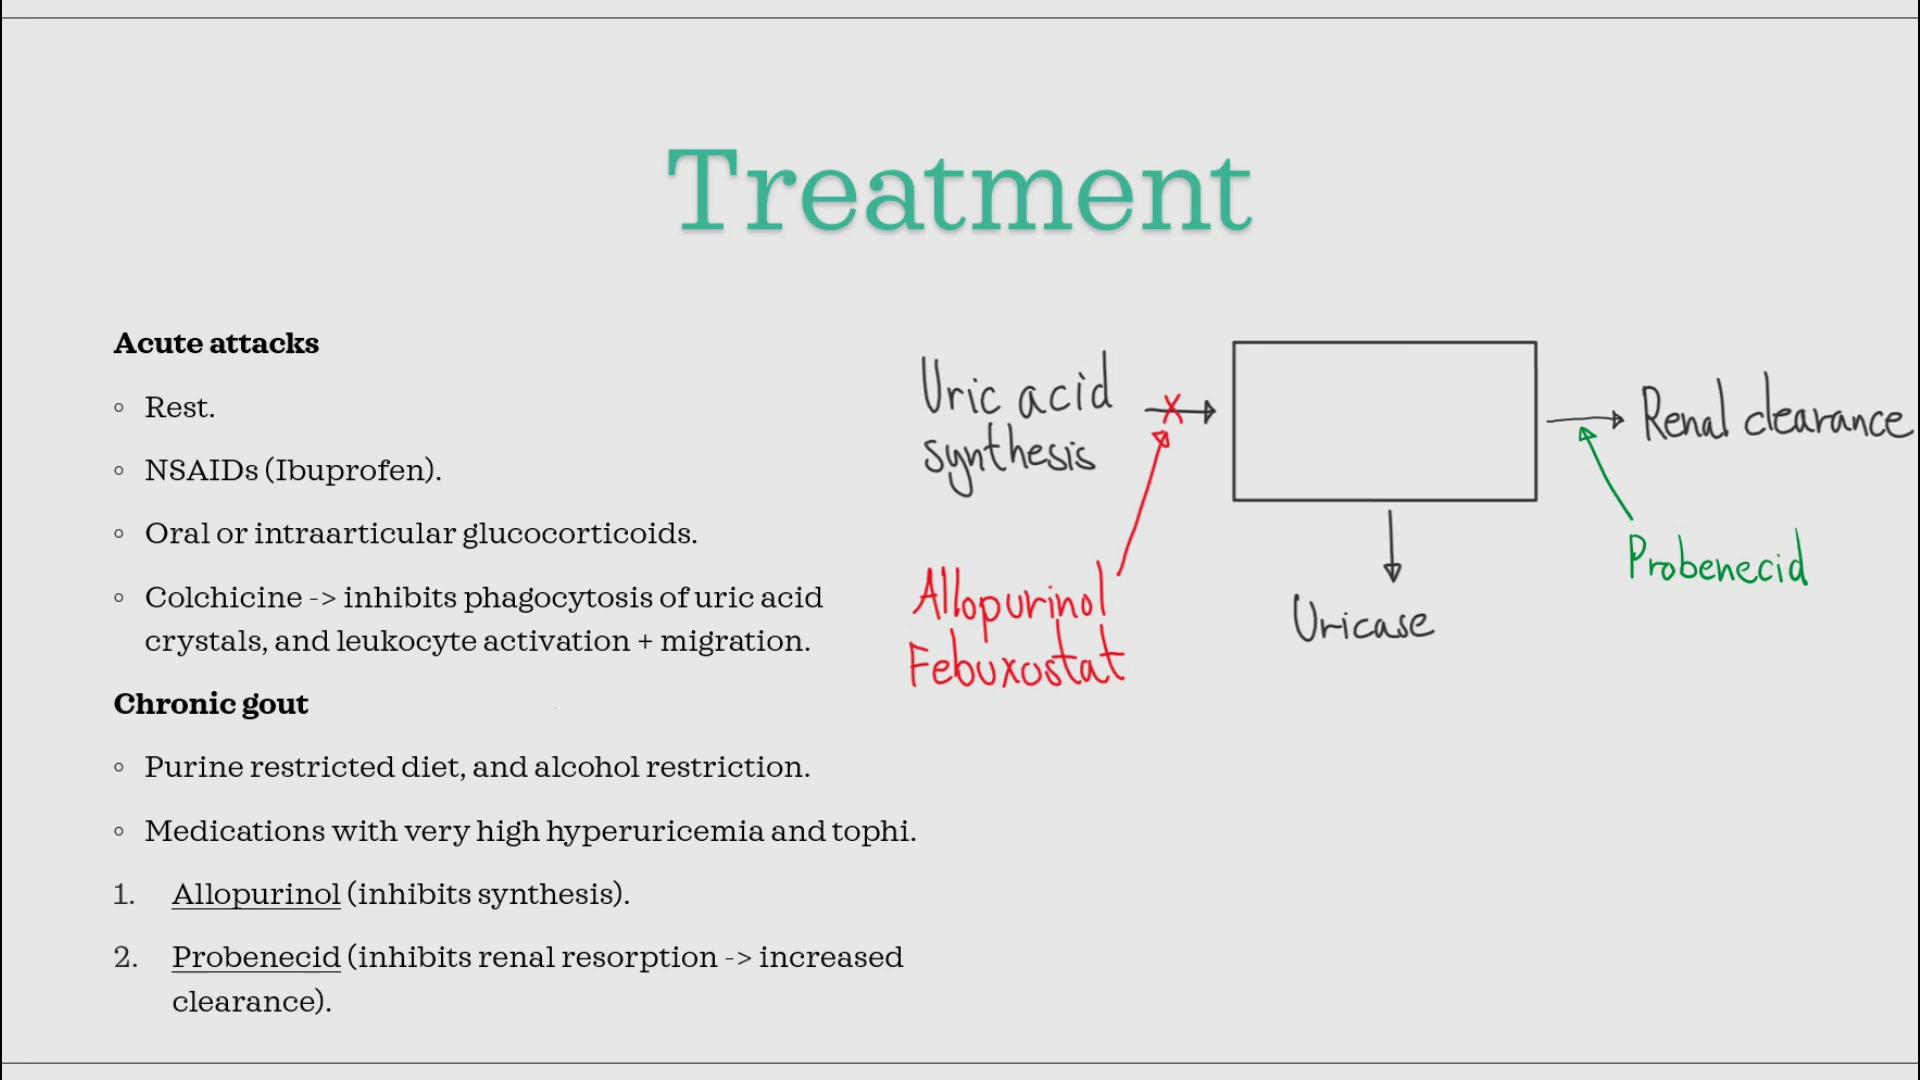 Treatment
Acute attacks
◦ Rest.
◦ NSAIDs (Ibuprofen).
◦ Oral or intraarticular glucocorticoids.
◦ Colchicine -> inhibits phagocytosis of uric acid
crystals, and leukocyte activation + migration.
Chronic gout
◦ Purine restricted diet, and alcohol restriction.
◦ Medications with very high hyperuricemia and tophi.
1. Allopurinol (inhibits synthesis).
2. Probenecid (inhibits renal resorption -> increased
clearance).
Uric acid
synthesis
X
Renal clearance
Allopurinol
Febuxostat
Uricase
Probenecid